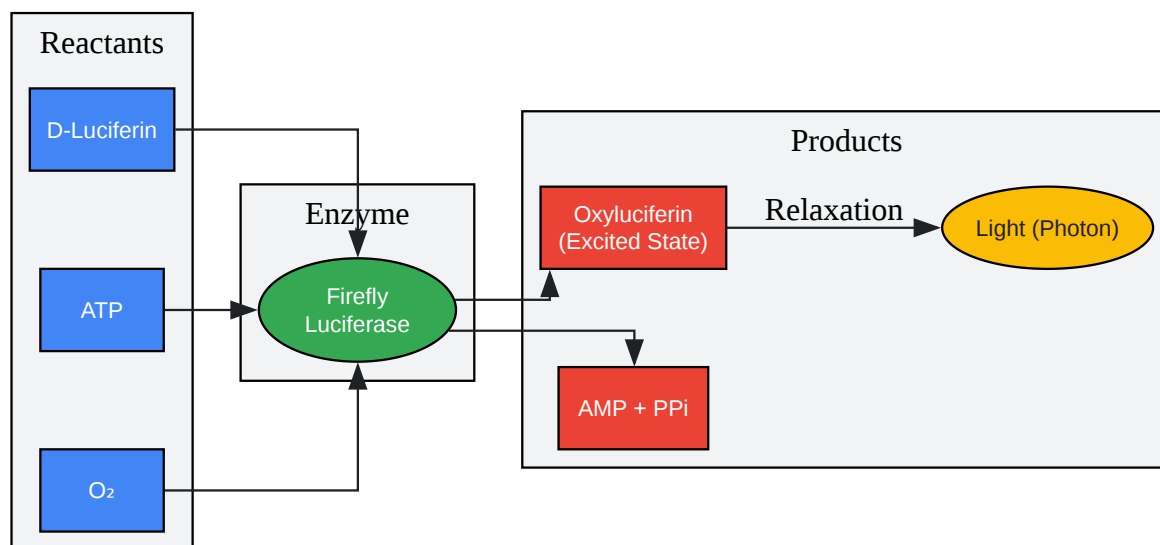 Reactants
D-Luciferin
ATP
O₂
Enzyme
Firefly
Luciferase
Products
Oxyluciferin
(Excited State)
Relaxation
Light (Photon)
AMP + PPi